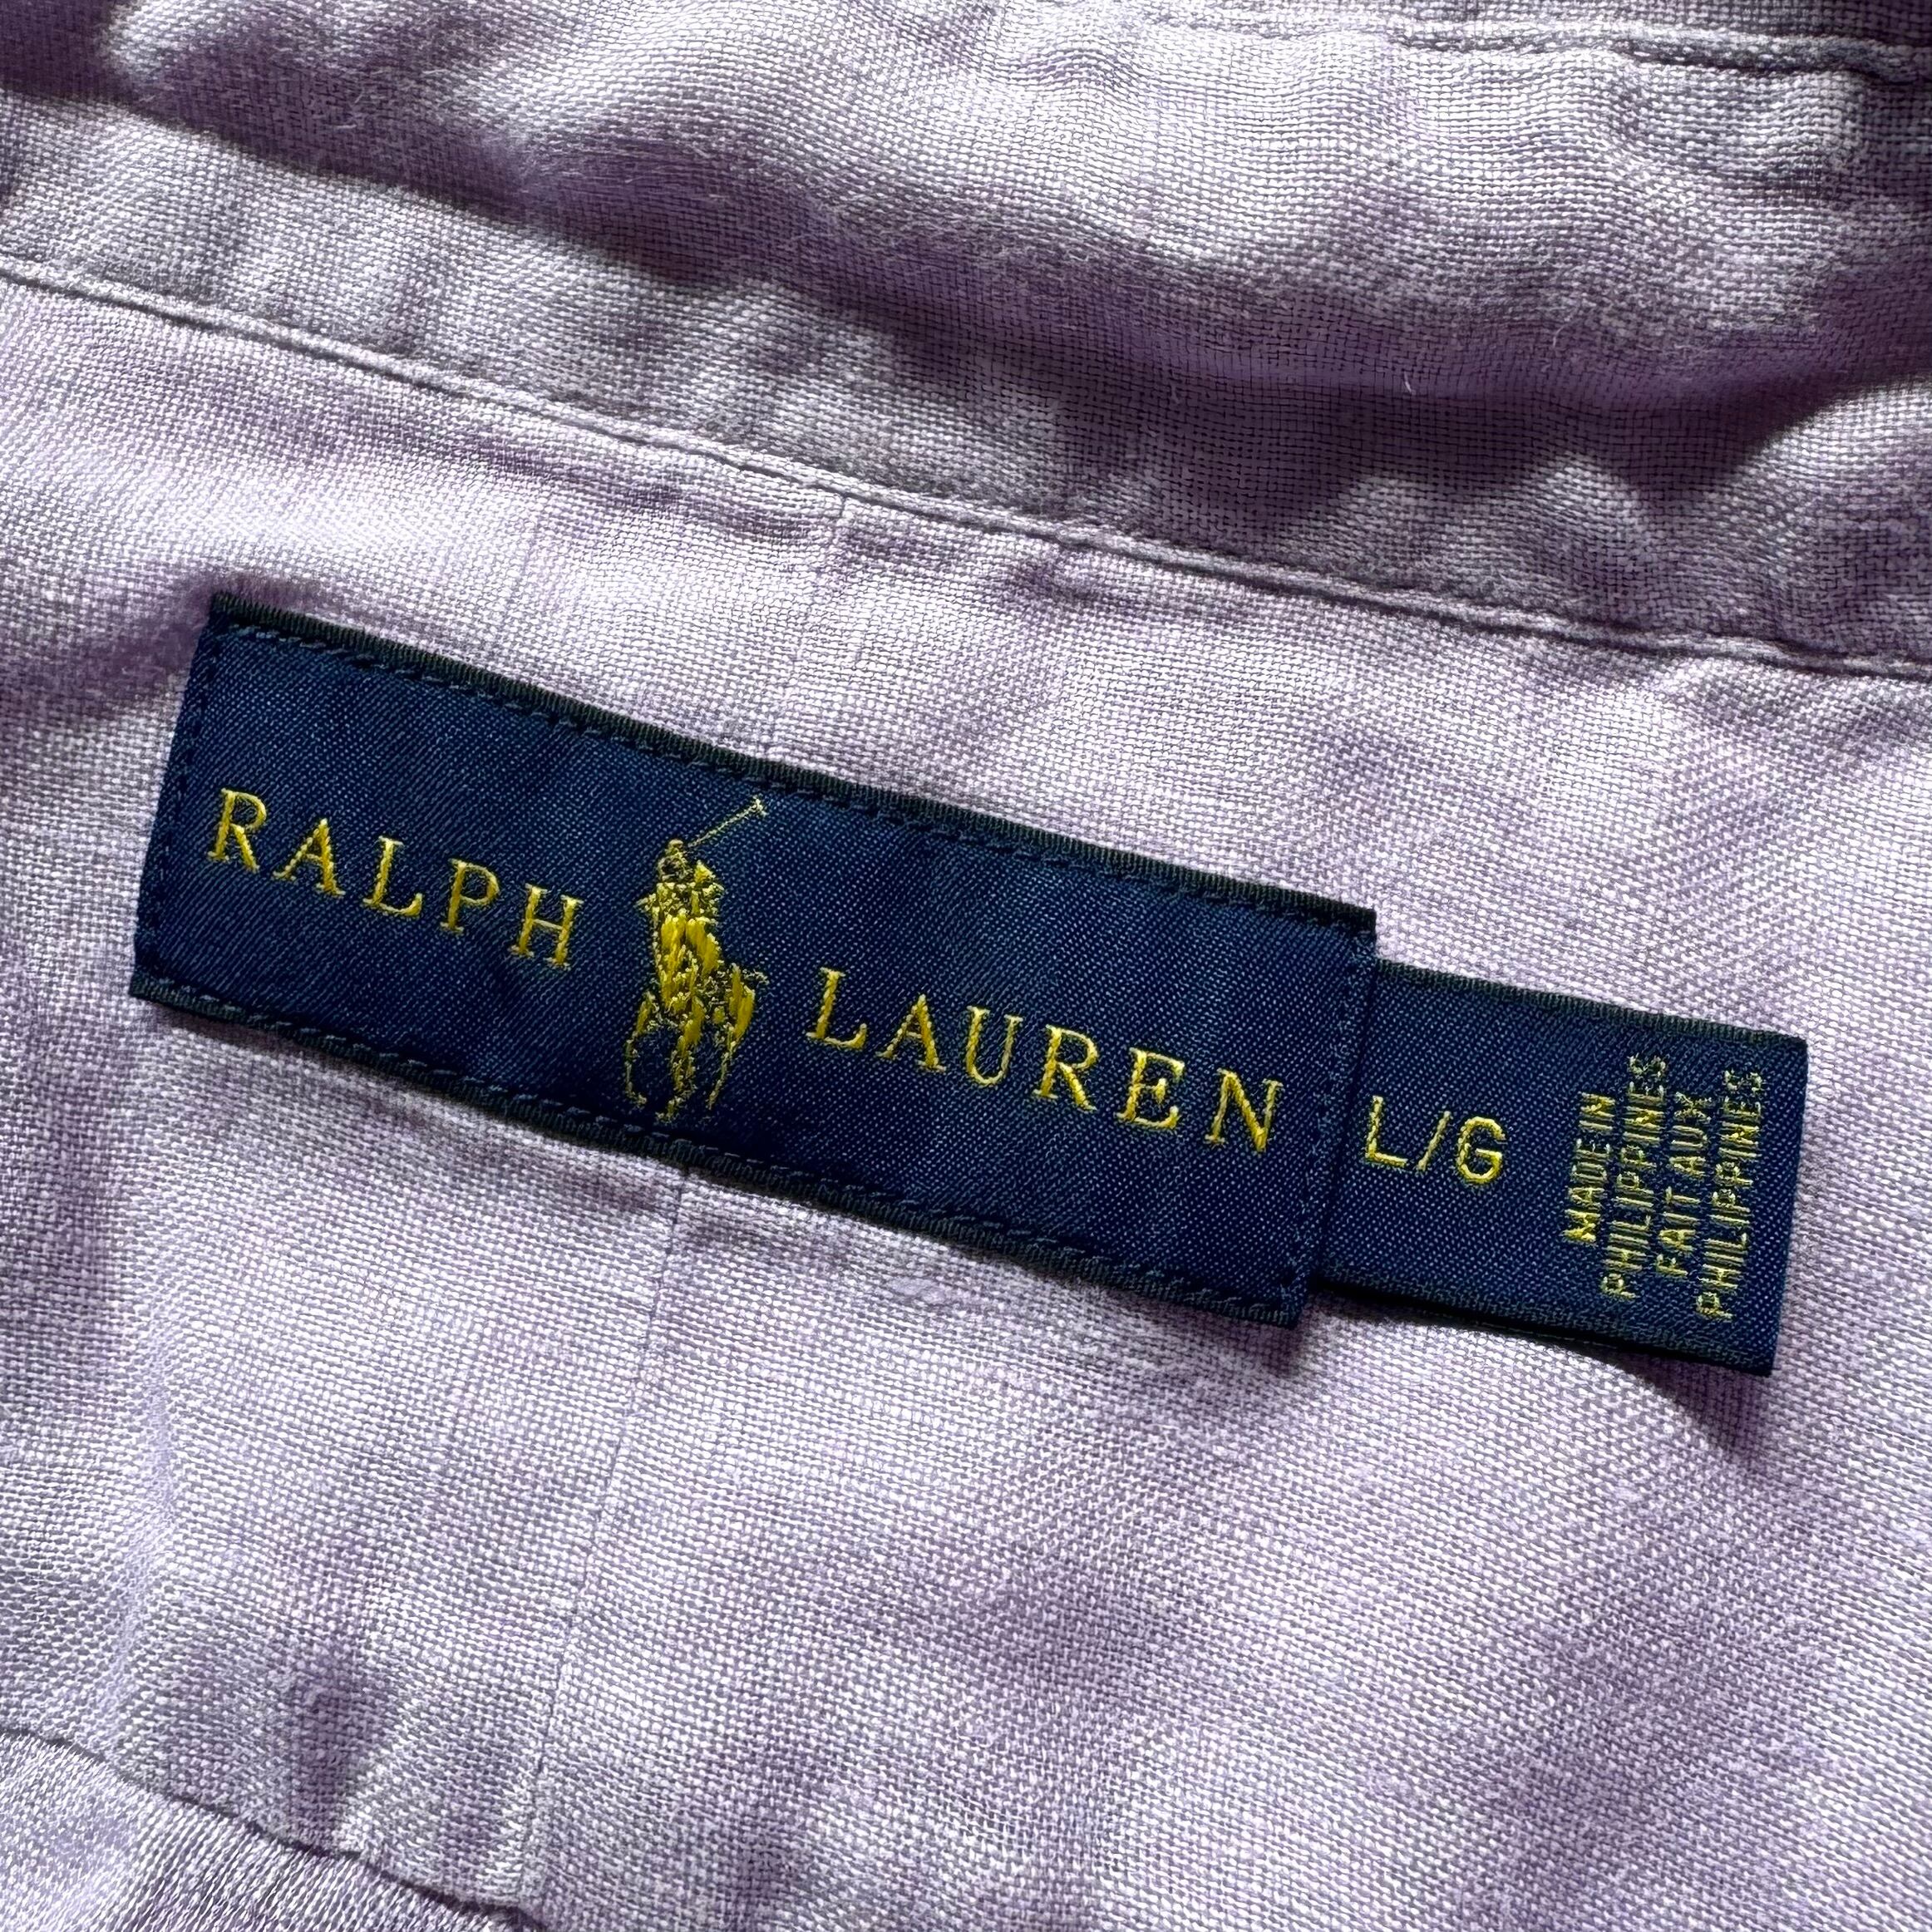 RALPH LAUREN
L/G
MADE IN
PHILIPPINES
FAIT AUX
PHILIPPINES